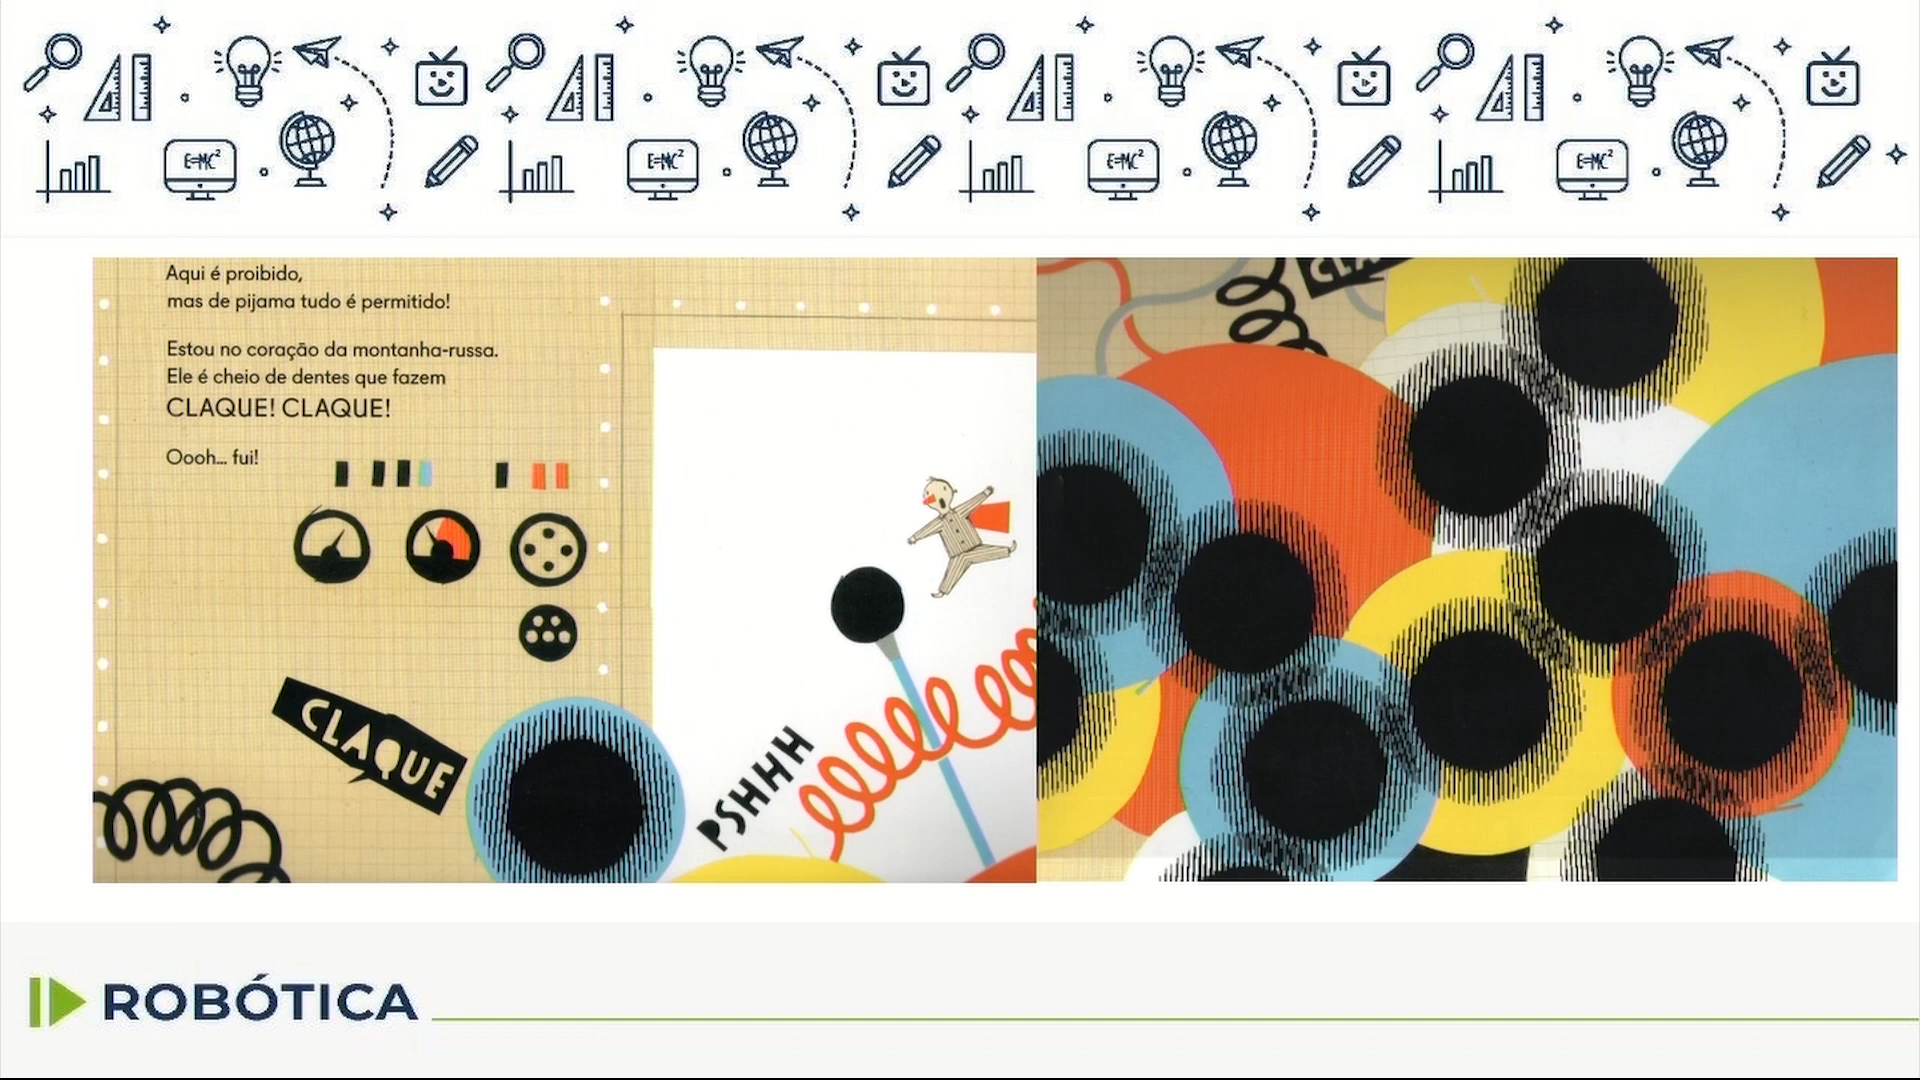 E=MC²
E=MC²
E=MC²
E=MC²
Aqui é proibido,
mas de pijama tudo é permitido!
Estou no coração da montanha-russa.
Ele é cheio de dentes que fazem
CLAQUE! CLAQUE!
Oooh... fui!
CLAQUE
PSHHH
ROBÓTICA